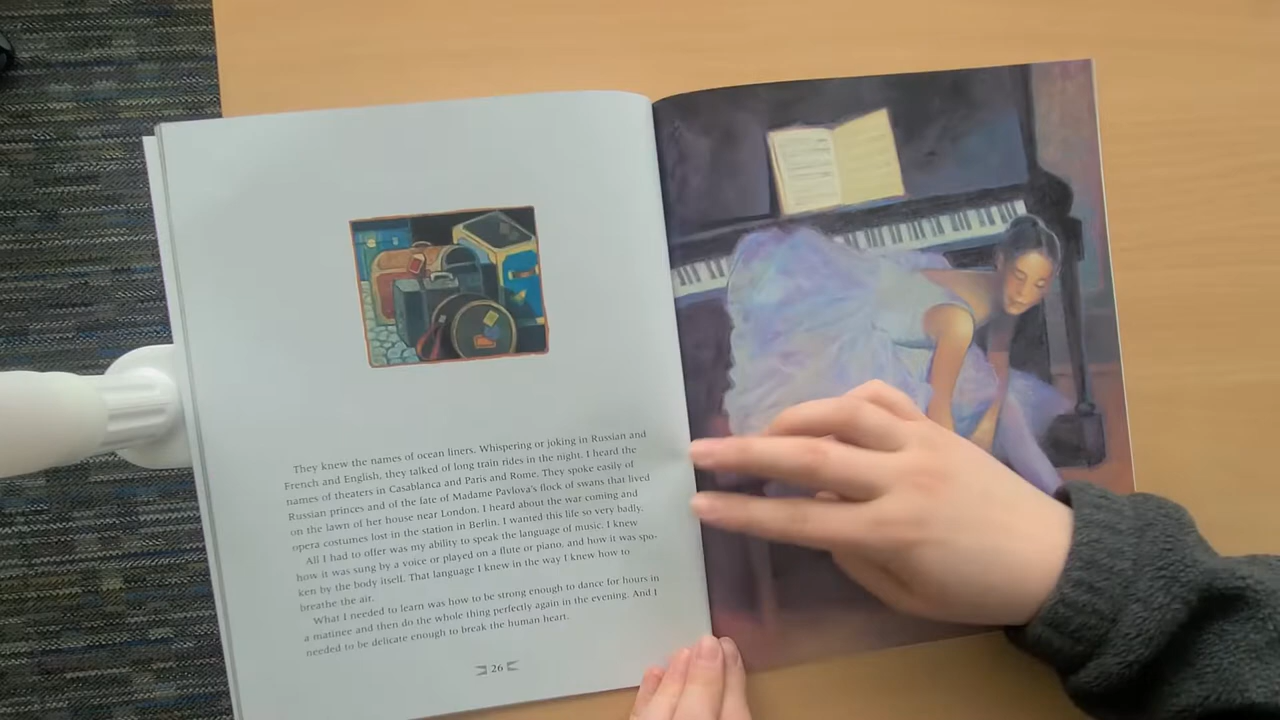 They knew the names of ocean liners. Whispering or joking in Russian and
French and English, they talked of long train rides in the night. I heard the
names of theaters in Casablanca and Paris and Rome. They spoke easily of
Russian princes and of the fate of Madame Pavlova's flock of swans that lived
on the lawn of her house near London. I heard about the war coming and
opera costumes lost in the station in Berlin. I wanted this life so very badly.
All I had to offer was my ability to speak the language of music. I knew
how it was sung by a voice or played on a flute or piano, and how it was spo-
ken by the body itself. That language I knew in the way I knew how to
breathe the air.
What I needed to learn was how to be strong enough to dance for hours in
a matinee and then do the whole thing perfectly again in the evening. And I
needed to be delicate enough to break the human heart.
26